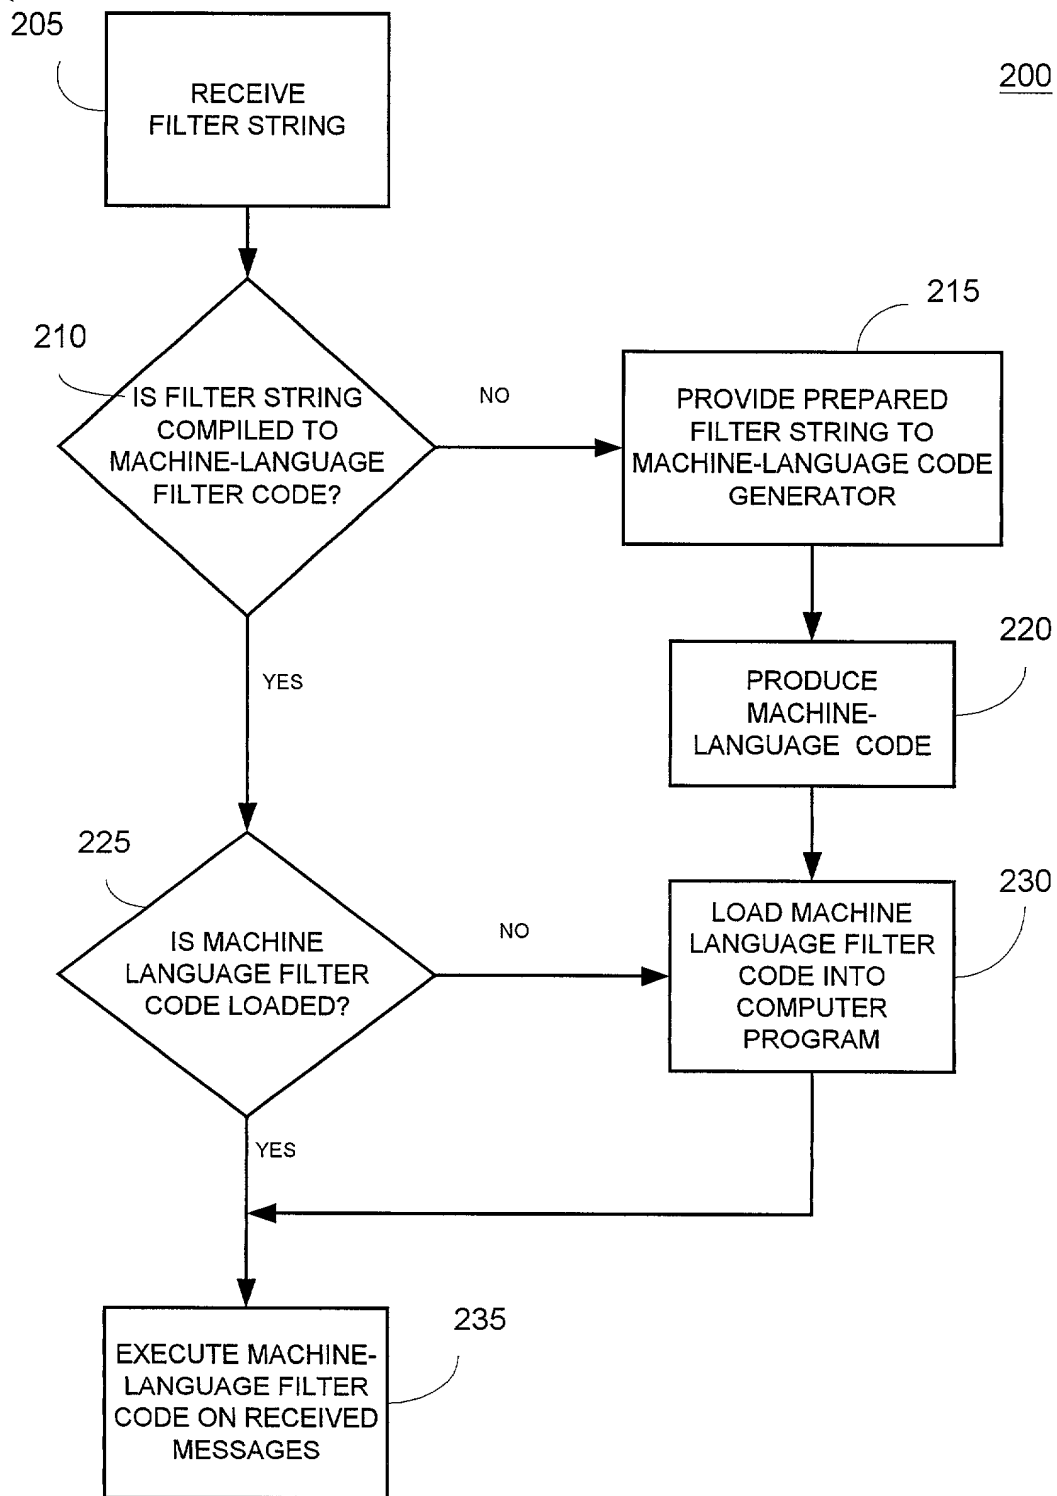 205
200
RECEIVE
FILTER STRING
215
210
IS FILTER STRING
COMPILED TO
MACHINE-LANGUAGE
FILTER CODE?
NO
PROVIDE PREPARED
FILTER STRING TO
MACHINE-LANGUAGE CODE
GENERATOR
220
YES
PRODUCE
MACHINE-
LANGUAGE CODE
225
230
IS MACHINE
LANGUAGE FILTER
CODE LOADED?
NO
LOAD MACHINE
LANGUAGE FILTER
CODE INTO
COMPUTER
PROGRAM
YES
235
EXECUTE MACHINE-
LANGUAGE FILTER
CODE ON RECEIVED
MESSAGES